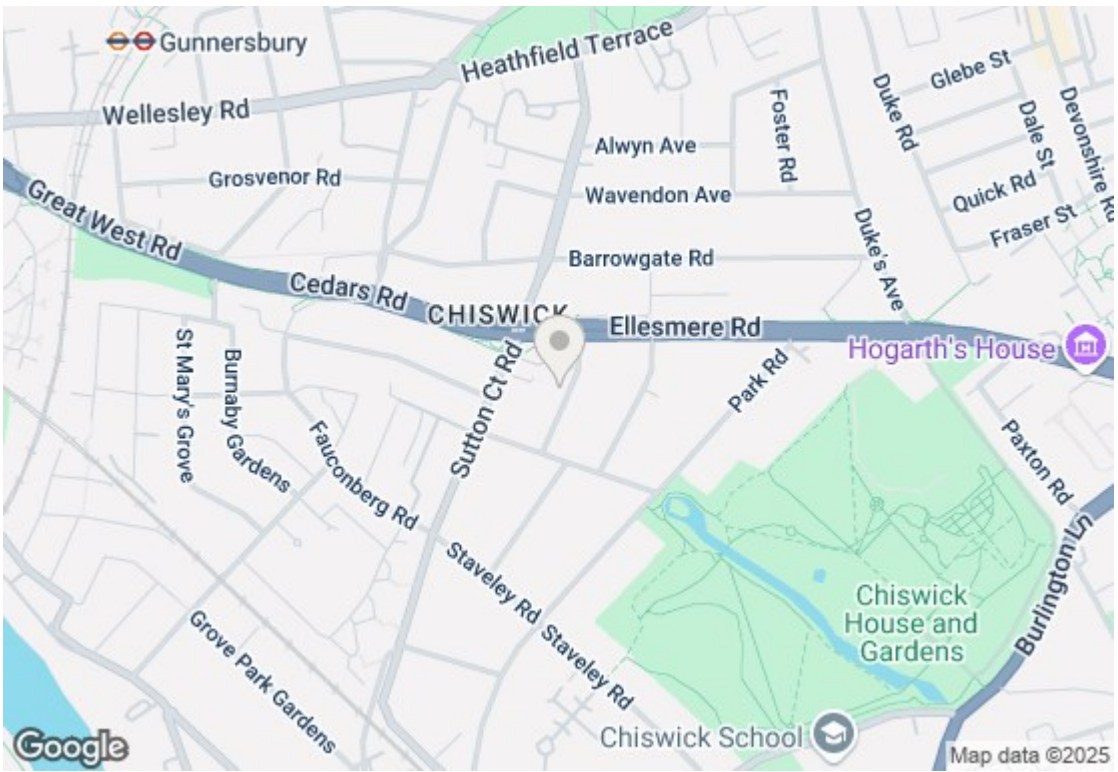 Gunnersbury
Heathfield Terrace
Wellesley Rd
Glebe St
Foster Rd
Duke Rd
Dale St
Devonshire Rd
Alwyn Ave
Grosvenor Rd
Wavendon Ave
Quick Rd
Great West Rd
Fraser St
Duke's Ave
Barrowgate Rd
Cedars Rd
CHISWICK
Ellesmere Rd
Hogarth's House
St Mary's Grove
Burnaby Gardens
Sutton Ct Rd
Park Rd
Fauconberg Rd
Paxton Rd
Staveley Rd
Staveley Rd
Chiswick
House and
Gardens
Burlington Ln
Grove Park Gardens
Chiswick School
Google
Map data ©2025